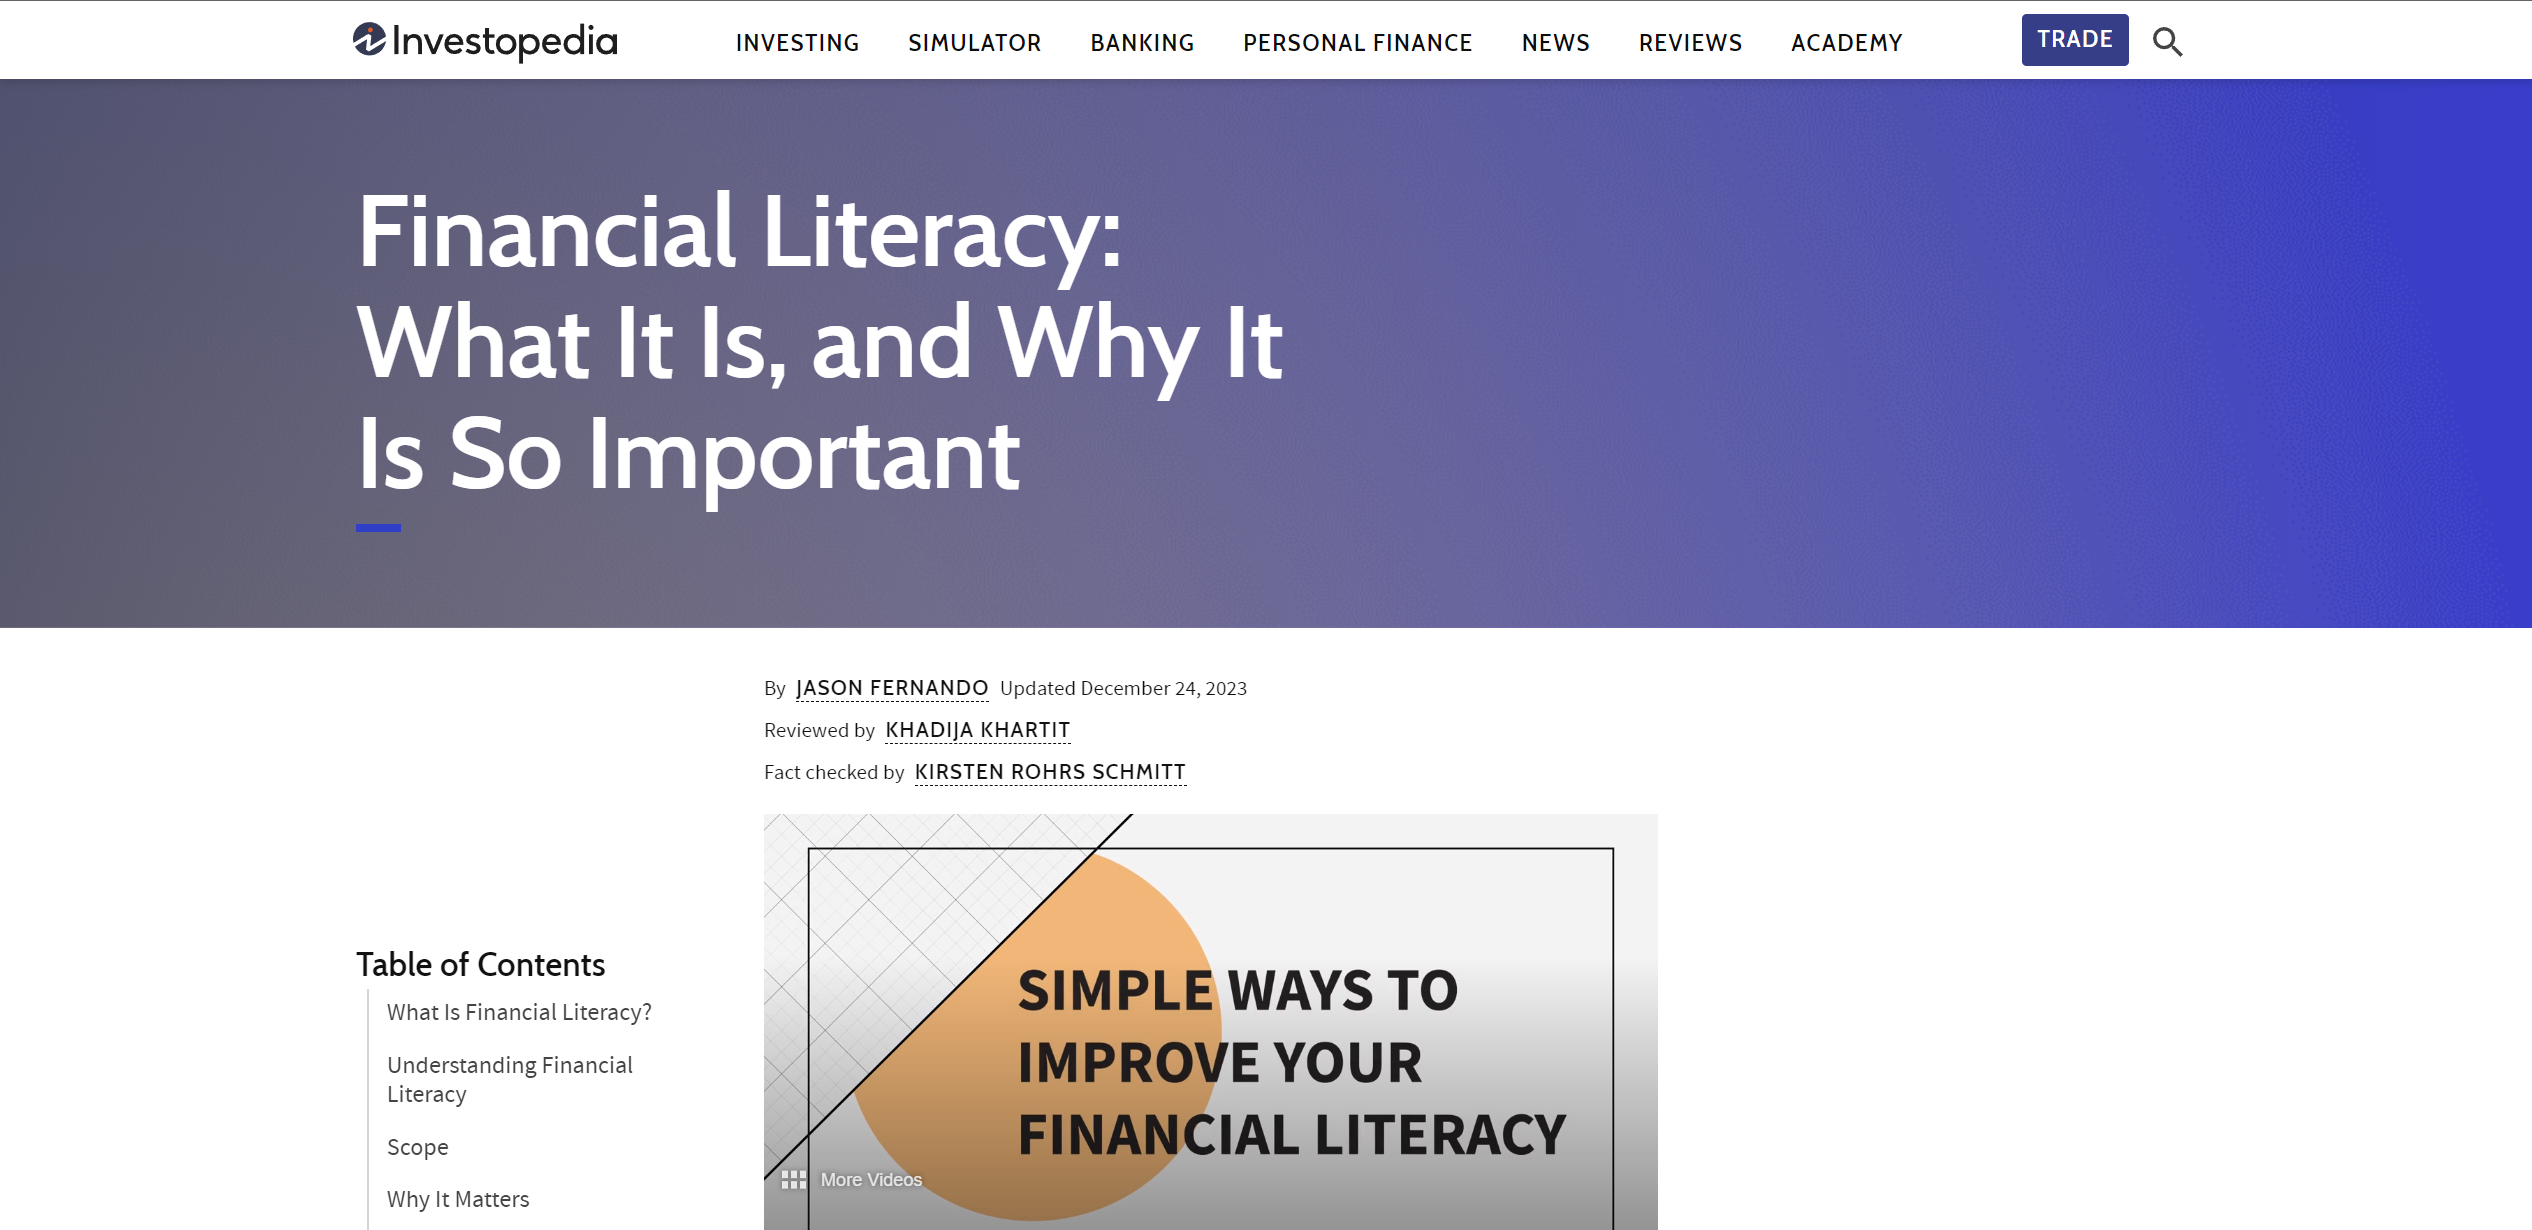 Investopedia
INVESTING
SIMULATOR
BANKING
PERSONAL FINANCE
NEWS
REVIEWS
ACADEMY
TRADE
Financial Literacy:
What It Is, and Why It
Is So Important
By JASON FERNANDO Updated December 24, 2023
Reviewed by KHADIJA KHARTIT
Fact checked by KIRSTEN ROHRS SCHMITT
Table of Contents
What Is Financial Literacy?
Understanding Financial
Literacy
Scope
Why It Matters
SIMPLE WAYS TO
IMPROVE YOUR
FINANCIAL LITERACY
More Videos